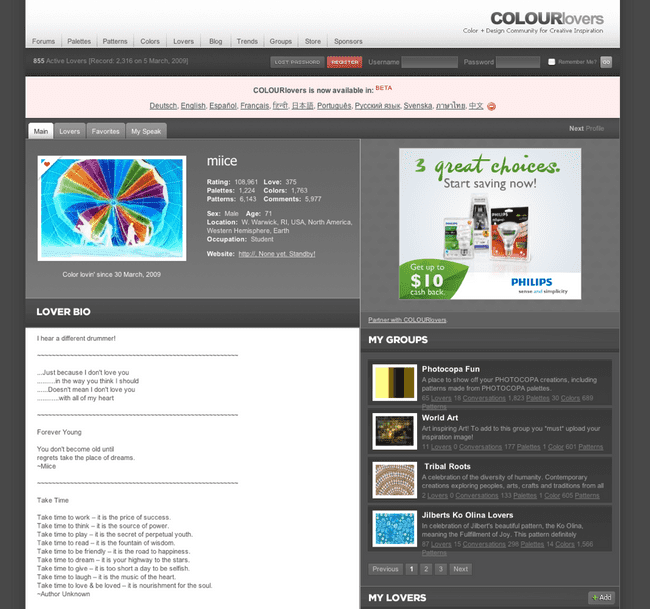 COLOURlovers
Color + Design Community for Creative Inspiration
Forums Palettes Patterns Colors Lovers Blog Trends Groups Store Sponsors
855 Active Lovers [Record: 2,316 on 5 March, 2009] LOST PASSWORD REGISTER Username Password Remember Me? GO
COLOURlovers is now available in: BETA
Deutsch, English, Español, Français, हिन्दी, 日本語, Português, Русский язык, Svenska, ภาษาไทย, 中文
Main Lovers Favorites My Speak Next Profile
miice
Rating: 108,961 Love: 375
Palettes: 1,224 Colors: 1,763
Patterns: 6,143 Comments: 5,977
Sex: Male Age: 71
Location: W. Warwick, RI, USA, North America,
Western Hemisphere, Earth
Occupation: Student
Website: http://. None yet. Standby!
Color lovin' since 30 March, 2009
3 great choices.
Start saving now!
Get up to
$10
cash back.
PHILIPS
sense and simplicity
Partner with COLOURlovers
LOVER BIO
I hear a different drummer!
~~~~~~~~~~~~~~~~~~~~~~~~~~~~~~~~~~~~~~~~
...Just because I don't love you
..........in the way you think I should
......Doesn't mean I don't love you
............with all of my heart
~~~~~~~~~~~~~~~~~~~~~~~~~~~~~~~~~~~~~~~~
Forever Young
You don't become old until
regrets take the place of dreams.
~Miice
~~~~~~~~~~~~~~~~~~~~~~~~~~~~~~~~~~~~~~~~
Take Time
Take time to work – it is the price of success.
Take time to think – it is the source of power.
Take time to play – it is the secret of perpetual youth.
Take time to read – it is the fountain of wisdom.
Take time to be friendly – it is the road to happiness.
Take time to dream – it is your highway to the stars.
Take time to give – it is too short a day to be selfish.
Take time to laugh – it is the music of the heart.
Take time to love & be loved – it is nourishment for the soul.
~Author Unknown
MY GROUPS
Photocopa Fun
A place to show off your PHOTOCOPA creations, including
patterns made from PHOTOCOPA palettes.
65 Lovers 18 Conversations 1,823 Palettes 30 Colors 689
Patterns
World Art
Art inspiring Art! To add to this group you *must* upload your
inspiration image!
11 Lovers 0 Conversations 177 Palettes 1 Color 601 Patterns
Tribal Roots
A celebration of the diversity of humanity. Contemporary
creations exploring peoples, arts, crafts and traditions from all
2 Lovers 0 Conversations 133 Palettes 1 Color 605 Patterns
Jilberts Ko Olina Lovers
In celebration of Jilbert's beautiful pattern, the Ko Olina,
meaning the Fullfilment of Joy. This pattern definitely
87 Lovers 15 Conversations 298 Palettes 14 Colors 1,566
Patterns
Previous 1 2 3 Next
MY LOVERS + Add